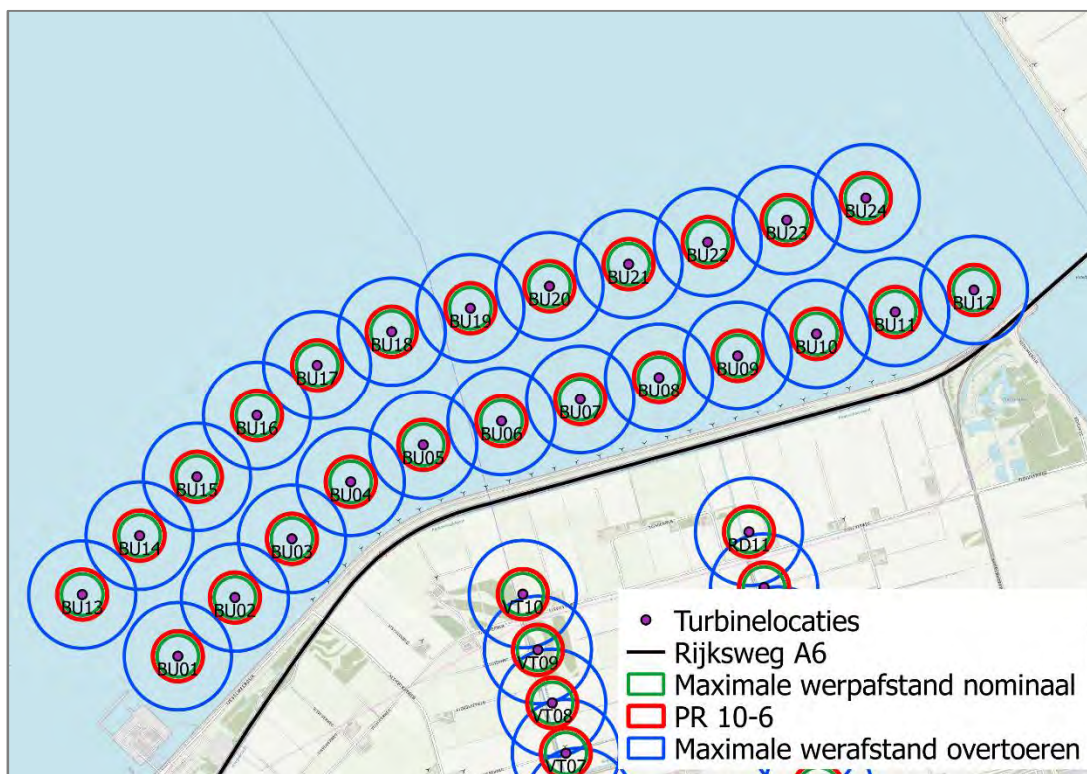 BU24
BU23
BU22
BU21
BU20
BU12
BU19
BU11
BU18
BU10
BU17
BU09
BU08
BU07
BU16
BU06
BU05
BU15
BU04
BU14
BU03
RD11
BU13
BU02
VT10
BU01
VT09
VT08
VT07
Turbinelocaties
Rijksweg A6
Maximale werpafstand nominaal
PR 10-6
Maximale werafstand overtoeren